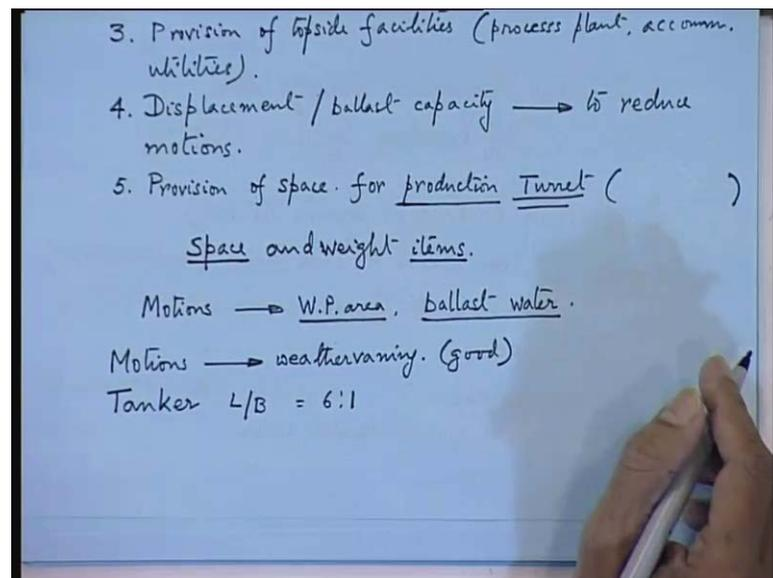 3. Provision of topside facilities (processs plant, accomm.
utilities).
4. Displacement / ballast capacity → to reduce
motions.
5. Provision of space. for production Turret ( )
Space and weight items.
Motions → W.P. area, ballast water.
Motions → weathervaning. (good)
Tanker L/B = 6:1